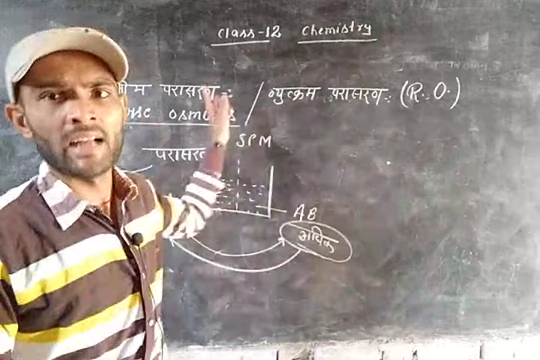 Class-12 Chemistry
परासरण :- / व्युत्क्रम परासरण :- (R.O.)
परासरण SPM
AB
अधिक